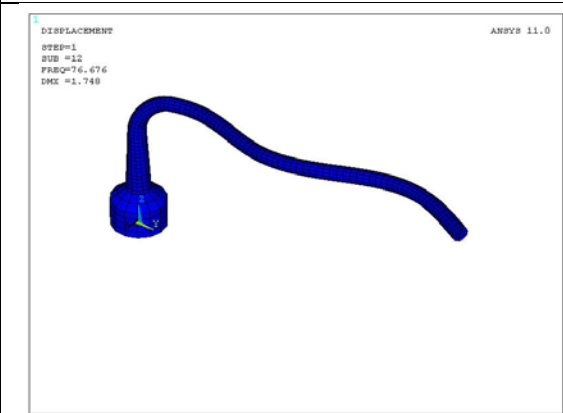 1
DISPLACEMENT
ANSYS 11.0
STEP=1
SUB =12
FREQ=76.676
DMX =1.748
Z
Y